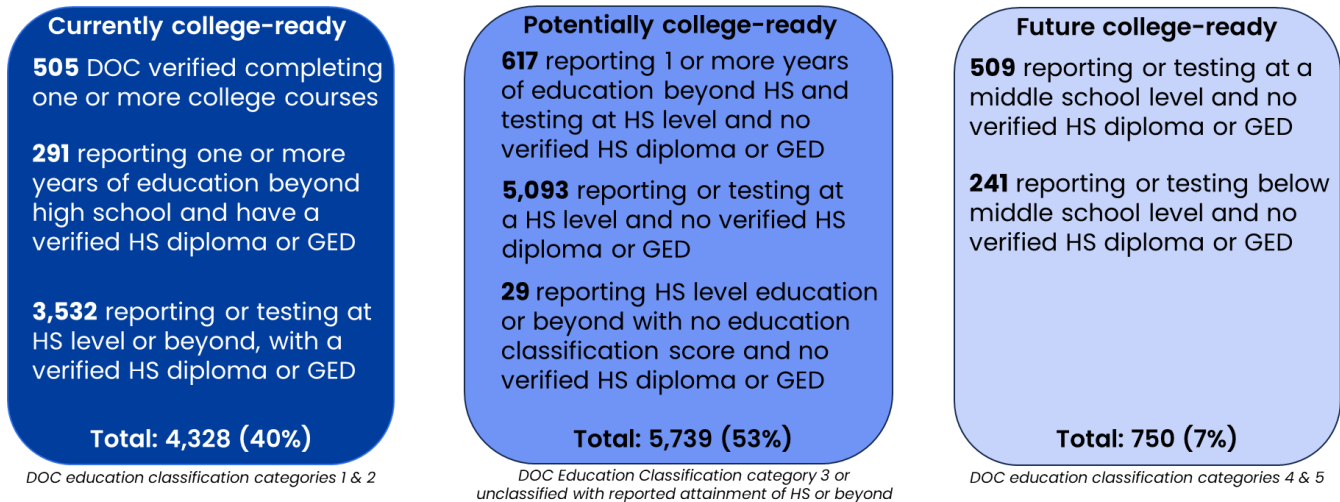 Currently college-ready
505 DOC verified completing
one or more college courses
291 reporting one or more
years of education beyond
high school and have a
verified HS diploma or GED
3,532 reporting or testing at
HS level or beyond, with a
verified HS diploma or GED
Total: 4,328 (40%)
DOC education classification categories 1 & 2
Potentially college-ready
617 reporting 1 or more years
of education beyond HS and
testing at HS level and no
verified HS diploma or GED
5,093 reporting or testing at
a HS level and no verified HS
diploma or GED
29 reporting HS level education
or beyond with no education
classification score and no
verified HS diploma or GED
Total: 5,739 (53%)
DOC Education Classification category 3 or
unclassified with reported attainment of HS or beyond
Future college-ready
509 reporting or testing at a
middle school level and no
verified HS diploma or GED
241 reporting or testing below
middle school level and no
verified HS diploma or GED
Total: 750 (7%)
DOC education classification categories 4 & 5